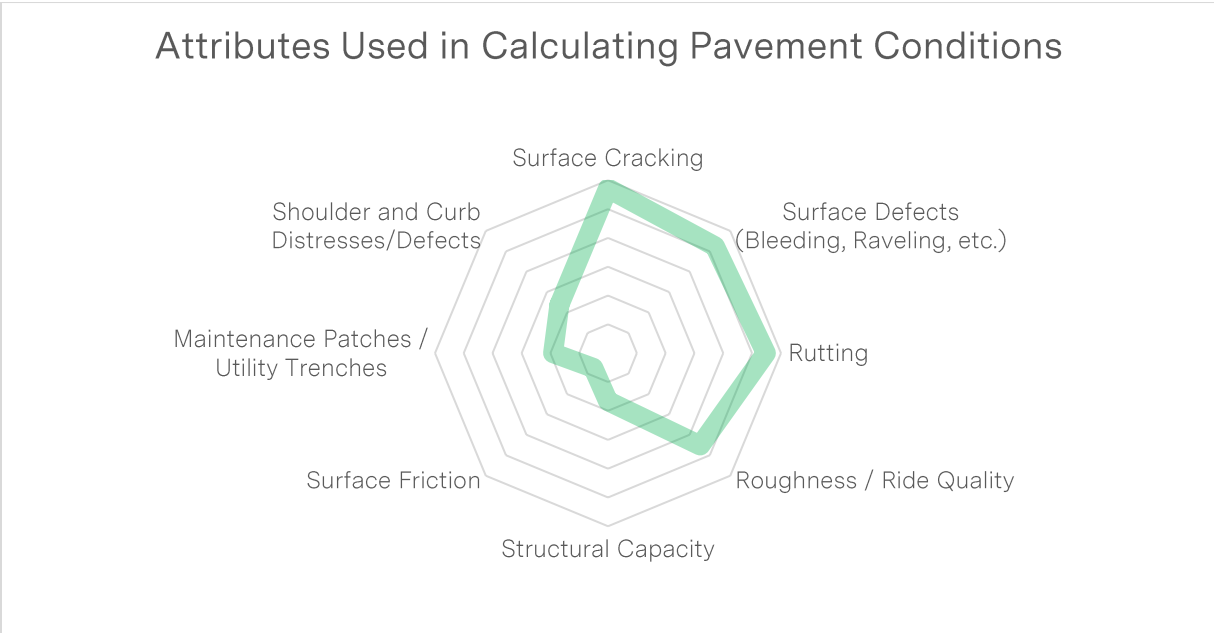 Attributes Used in Calculating Pavement Conditions
Surface Cracking
Surface Defects
(Bleeding, Raveling, etc.)
Rutting
Roughness / Ride Quality
Structural Capacity
Surface Friction
Maintenance Patches /
Utility Trenches
Shoulder and Curb
Distresses/Defects